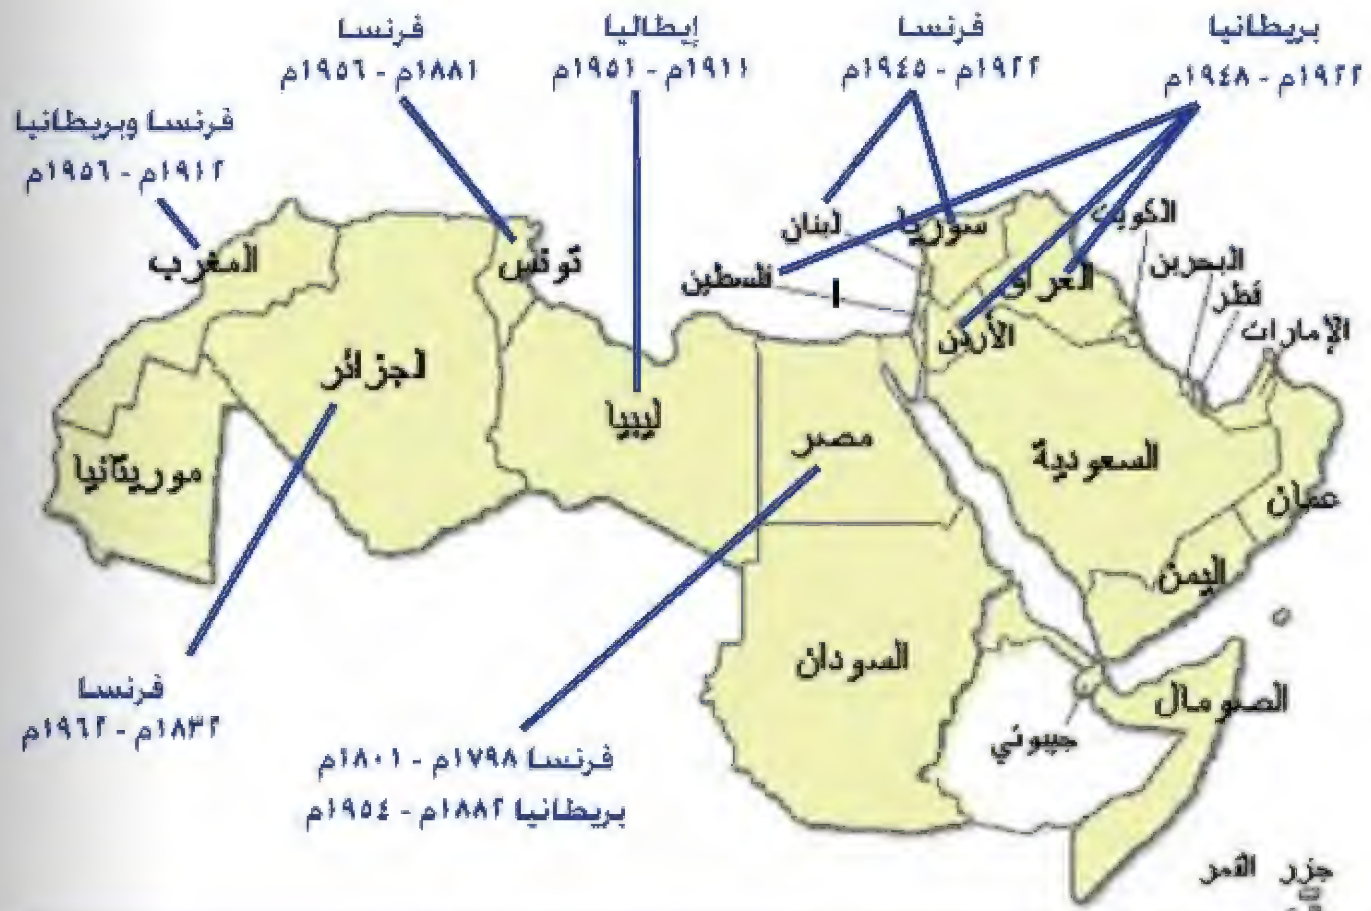 بريطانيا
١٩٢٢م - ١٩٤٨م
فرنسا
١٩٢٢م - ١٩٤٥م
إيطاليا
١٩١١م - ١٩٥١م
فرنسا
١٨٨١م - ١٩٥٦م
فرنسا وبريطانيا
١٩١٢م - ١٩٥٦م
الكويت
سوريا
لبنان
البحرين
العراق
فلسطين
تونس
المغرب
قطر
الإمارات
الأردن
الجزائر
ليبيا
مصر
السعودية
موريتانيا
عمان
اليمن
السودان
الصومال
جيبوتي
فرنسا
١٨٣٢م - ١٩٦٢م
فرنسا ١٧٩٨م - ١٨٠١م
بريطانيا ١٨٨٢م - ١٩٥٤م
جزر القمر